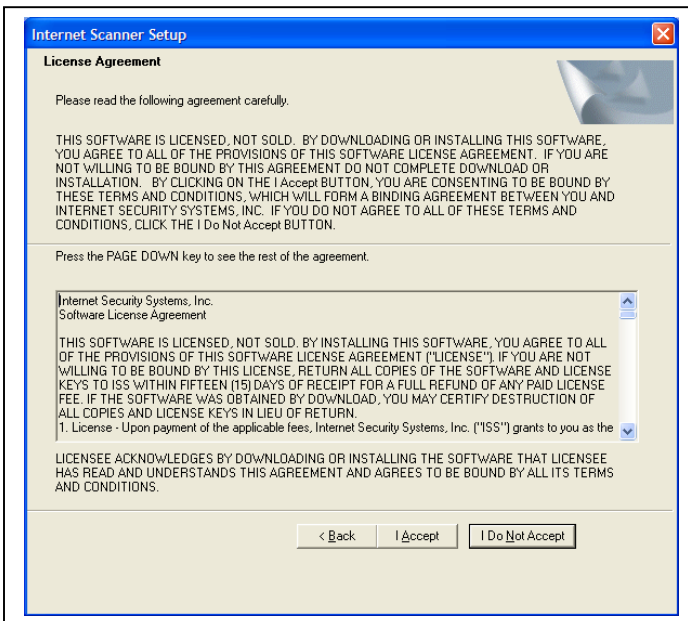 Internet Scanner Setup
License Agreement
Please read the following agreement carefully.
THIS SOFTWARE IS LICENSED, NOT SOLD. BY DOWNLOADING OR INSTALLING THIS SOFTWARE,
YOU AGREE TO ALL OF THE PROVISIONS OF THIS SOFTWARE LICENSE AGREEMENT. IF YOU ARE
NOT WILLING TO BE BOUND BY THIS AGREEMENT DO NOT COMPLETE DOWNLOAD OR
INSTALLATION. BY CLICKING ON THE I Accept BUTTON, YOU ARE CONSENTING TO BE BOUND BY
THESE TERMS AND CONDITIONS, WHICH WILL FORM A BINDING AGREEMENT BETWEEN YOU AND
INTERNET SECURITY SYSTEMS, INC. IF YOU DO NOT AGREE TO ALL OF THESE TERMS AND
CONDITIONS, CLICK THE I Do Not Accept BUTTON.
Press the PAGE DOWN key to see the rest of the agreement.
Internet Security Systems, Inc.
Software License Agreement
THIS SOFTWARE IS LICENSED, NOT SOLD. BY INSTALLING THIS SOFTWARE, YOU AGREE TO ALL
OF THE PROVISIONS OF THIS SOFTWARE LICENSE AGREEMENT ("LICENSE"). IF YOU ARE NOT
WILLING TO BE BOUND BY THIS LICENSE, RETURN ALL COPIES OF THE SOFTWARE AND LICENSE
KEYS TO ISS WITHIN FIFTEEN (15) DAYS OF RECEIPT FOR A FULL REFUND OF ANY PAID LICENSE
FEE. IF THE SOFTWARE WAS OBTAINED BY DOWNLOAD, YOU MAY CERTIFY DESTRUCTION OF
ALL COPIES AND LICENSE KEYS IN LIEU OF RETURN.
1. License - Upon payment of the applicable fees, Internet Security Systems, Inc. ("ISS") grants to you as the
LICENSEE ACKNOWLEDGES BY DOWNLOADING OR INSTALLING THE SOFTWARE THAT LICENSEE
HAS READ AND UNDERSTANDS THIS AGREEMENT AND AGREES TO BE BOUND BY ALL ITS TERMS
AND CONDITIONS.
< Back I Accept I Do Not Accept